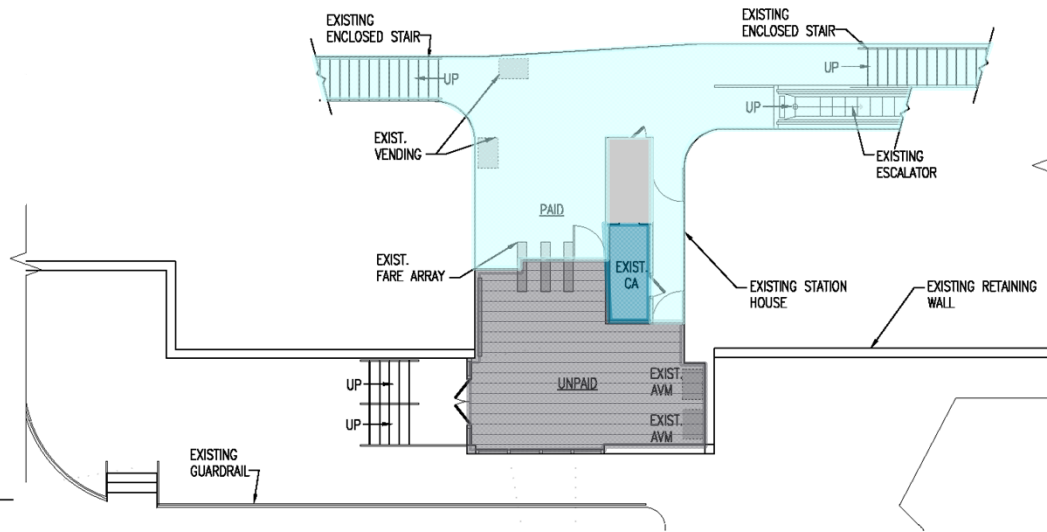 EXISTING
ENCLOSED STAIR
EXISTING
ENCLOSED STAIR
UP
UP
UP
EXIST.
VENDING
EXISTING
ESCALATOR
PAID
EXIST.
FARE ARRAY
EXIST.
CA
EXISTING STATION
HOUSE
EXISTING RETAINING
WALL
UP
UP
UNPAID
EXIST.
AVM
EXIST.
AVM
EXISTING
GUARDRAIL